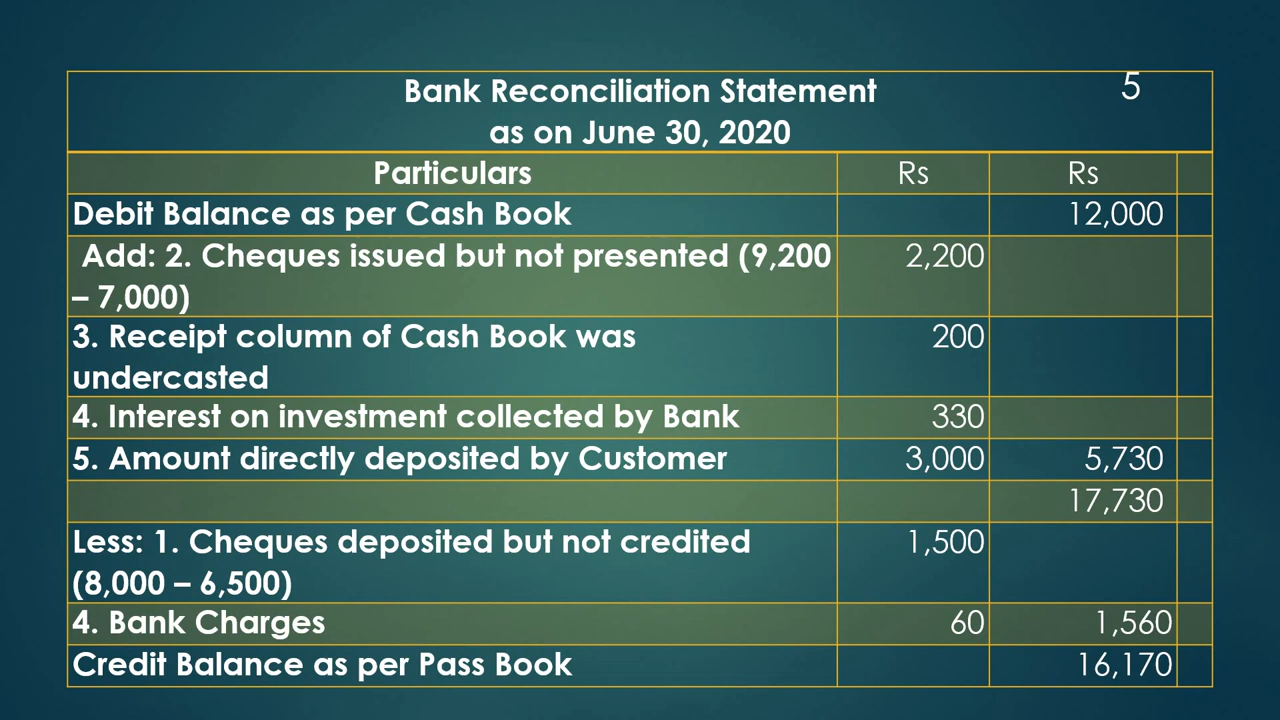 Bank Reconciliation Statement 5
as on June 30, 2020
Particulars Rs Rs
Debit Balance as per Cash Book 12,000
Add: 2. Cheques issued but not presented (9,200 2,200
– 7,000)
3. Receipt column of Cash Book was 200
undercasted
4. Interest on investment collected by Bank 330
5. Amount directly deposited by Customer 3,000 5,730
17,730
Less: 1. Cheques deposited but not credited 1,500
(8,000 – 6,500)
4. Bank Charges 60 1,560
Credit Balance as per Pass Book 16,170